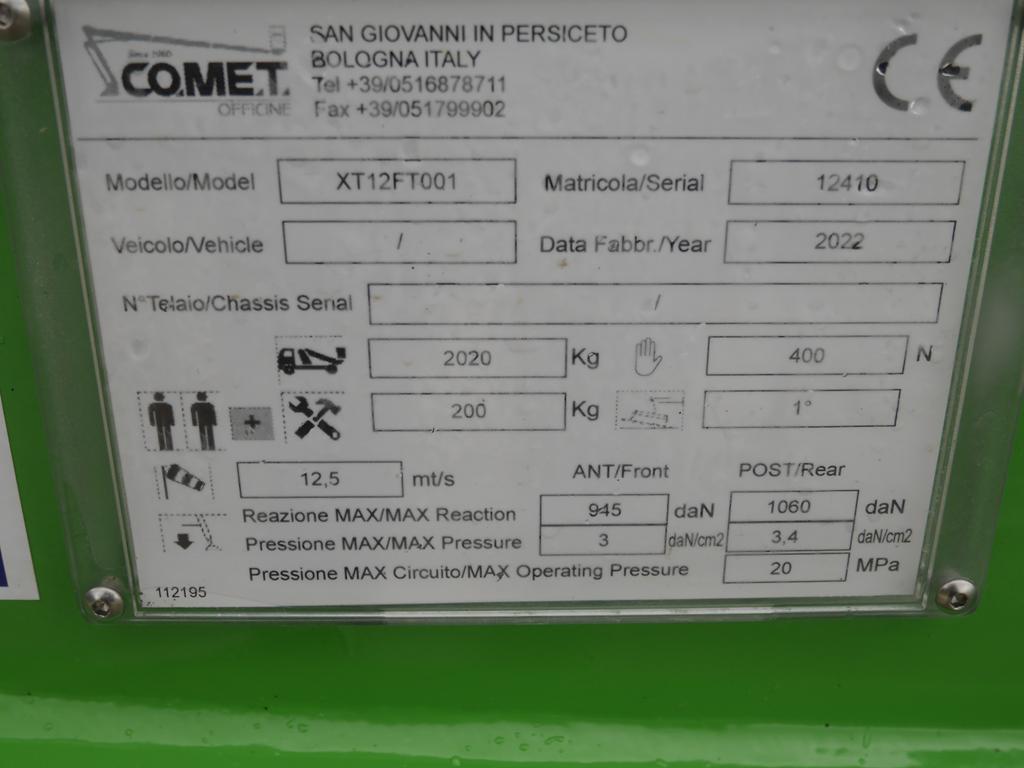 Since 1960
CO.ME.T.
OFFICINE
SAN GIOVANNI IN PERSICETO
BOLOGNA ITALY
Tel +39/0516878711
Fax +39/051799902
CE
Modello/Model XT12FT001 Matricola/Serial 12410
Veicolo/Vehicle / Data Fabbr./Year 2022
N°Telaio/Chassis Serial /
2020 Kg 400 N
+ 200 Kg 1°
12,5 mt/s ANT/Front POST/Rear
Reazione MAX/MAX Reaction 945 daN 1060 daN
Pressione MAX/MAX Pressure 3 daN/cm2 3,4 daN/cm2
Pressione MAX Circuito/MAX Operating Pressure 20 MPa
112195